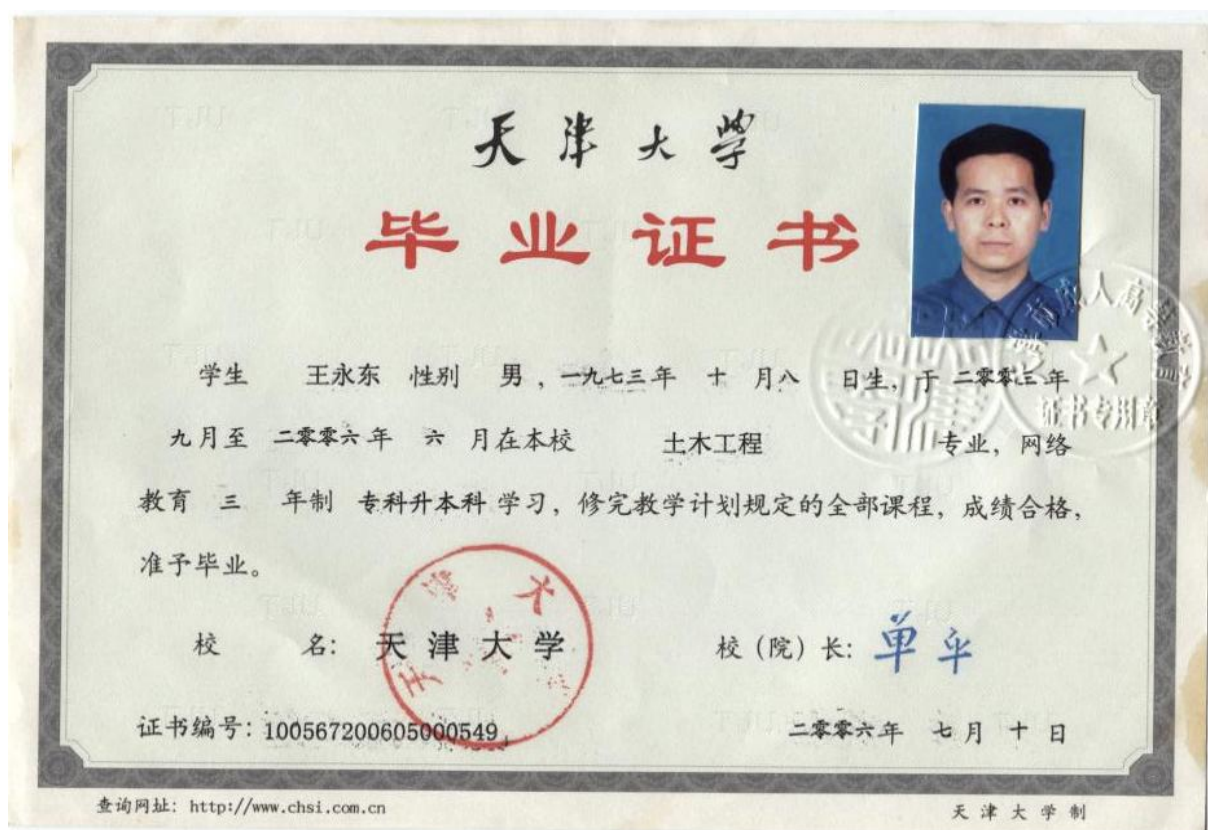 天津大学
毕业证书
学生 王永东 性别 男，一九七三年 十 月八 日生，于 二零零三年
九月至 二零零六年 六 月在本校 土木工程 专业，网络
教育 三 年制 专科升本科 学习，修完教学计划规定的全部课程，成绩合格，
准予毕业。
校 名：天津大学
校（院）长：单平
证书编号：100567200605000549
二零零六年 七月 十 日
查询网址：http://www.chsi.com.cn
天津大学制
证书专用章